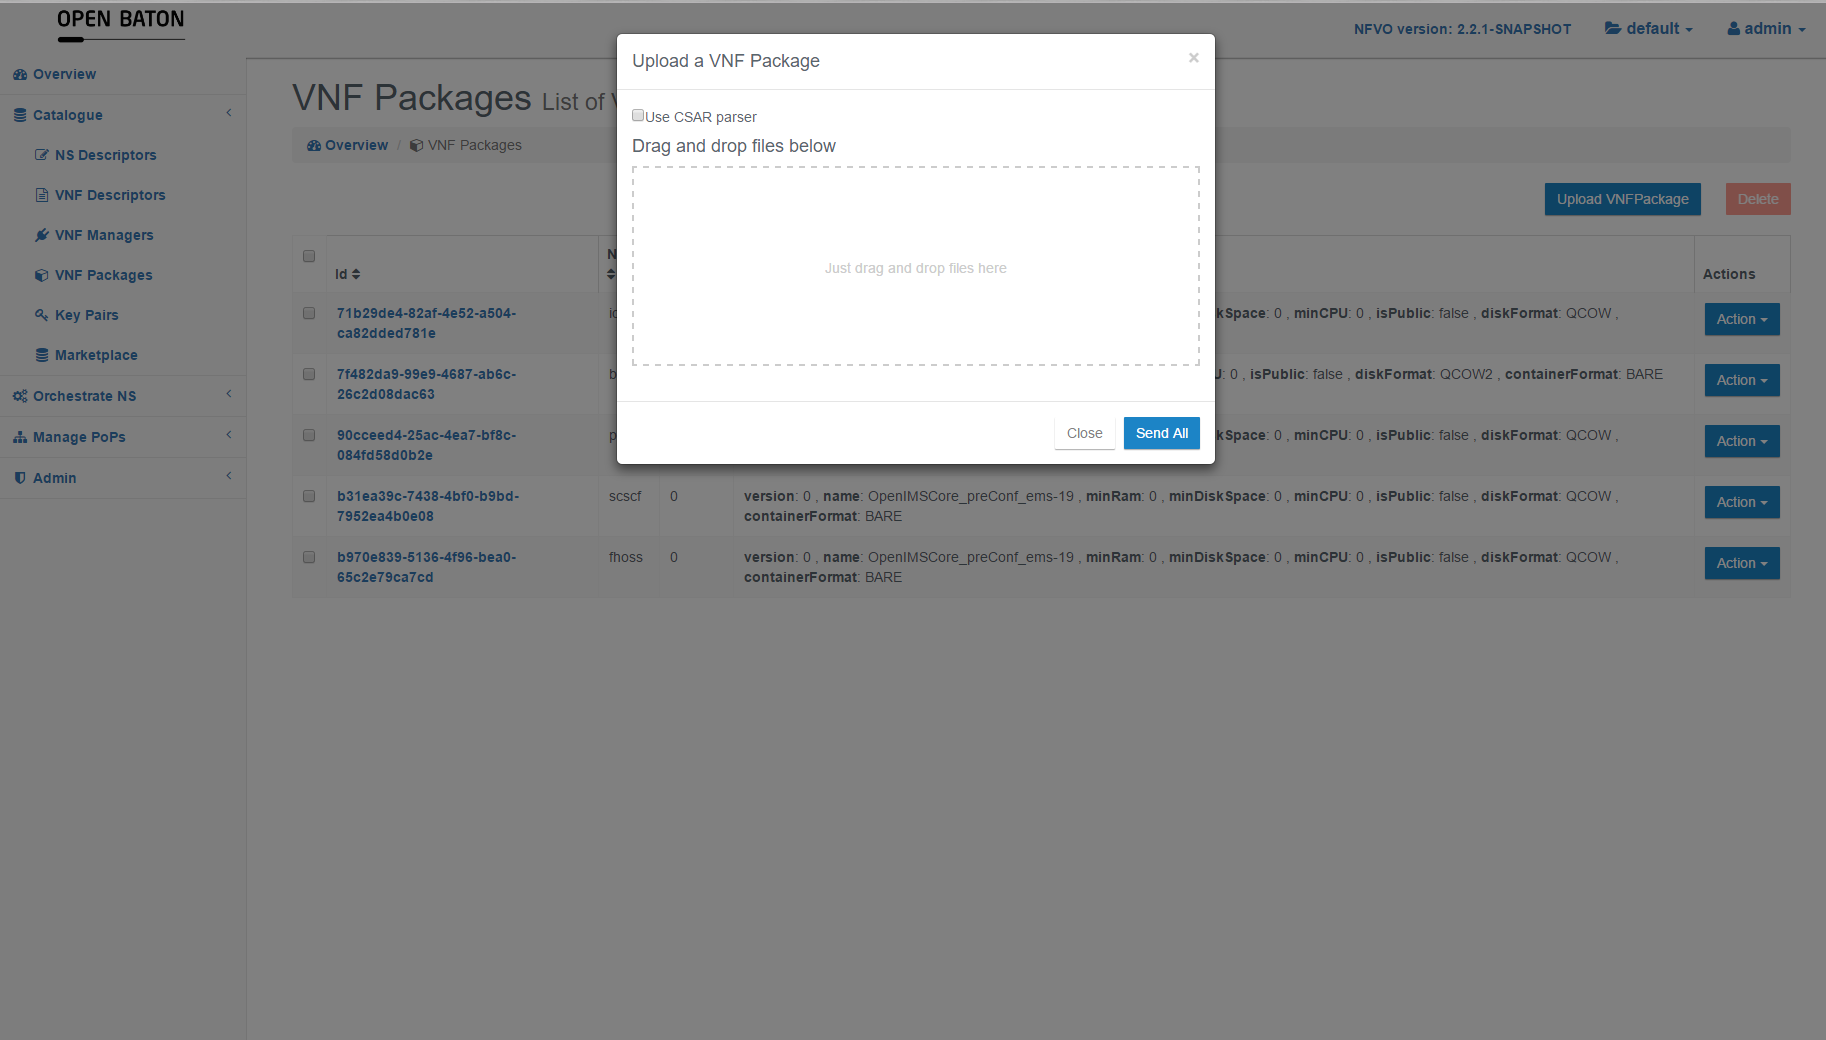 OPEN BATON
NFVO version: 2.2.1-SNAPSHOT
default
admin
Overview
Catalogue
NS Descriptors
VNF Descriptors
VNF Managers
VNF Packages
Key Pairs
Marketplace
Orchestrate NS
Manage PoPs
Admin
VNF Packages List of
Overview / VNF Packages
Upload VNFPackage
Delete
Upload a VNF Package
×
Use CSAR parser
Drag and drop files below
Just drag and drop files here
Close
Send All
Id
Actions
71b29de4-82af-4e52-a504-
ca82dded781e
kSpace: 0 , minCPU: 0 , isPublic: false , diskFormat: QCOW ,
Action
7f482da9-99e9-4687-ab6c-
26c2d08dac63
: 0 , isPublic: false , diskFormat: QCOW2 , containerFormat: BARE
Action
90cceed4-25ac-4ea7-bf8c-
084fd58d0b2e
kSpace: 0 , minCPU: 0 , isPublic: false , diskFormat: QCOW ,
Action
b31ea39c-7438-4bf0-b9bd-
7952ea4b0e08
scscf
0
version: 0 , name: OpenIMSCore_preConf_ems-19 , minRam: 0 , minDiskSpace: 0 , minCPU: 0 , isPublic: false , diskFormat: QCOW ,
containerFormat: BARE
Action
b970e839-5136-4f96-bea0-
65c2e79ca7cd
fhoss
0
version: 0 , name: OpenIMSCore_preConf_ems-19 , minRam: 0 , minDiskSpace: 0 , minCPU: 0 , isPublic: false , diskFormat: QCOW ,
containerFormat: BARE
Action